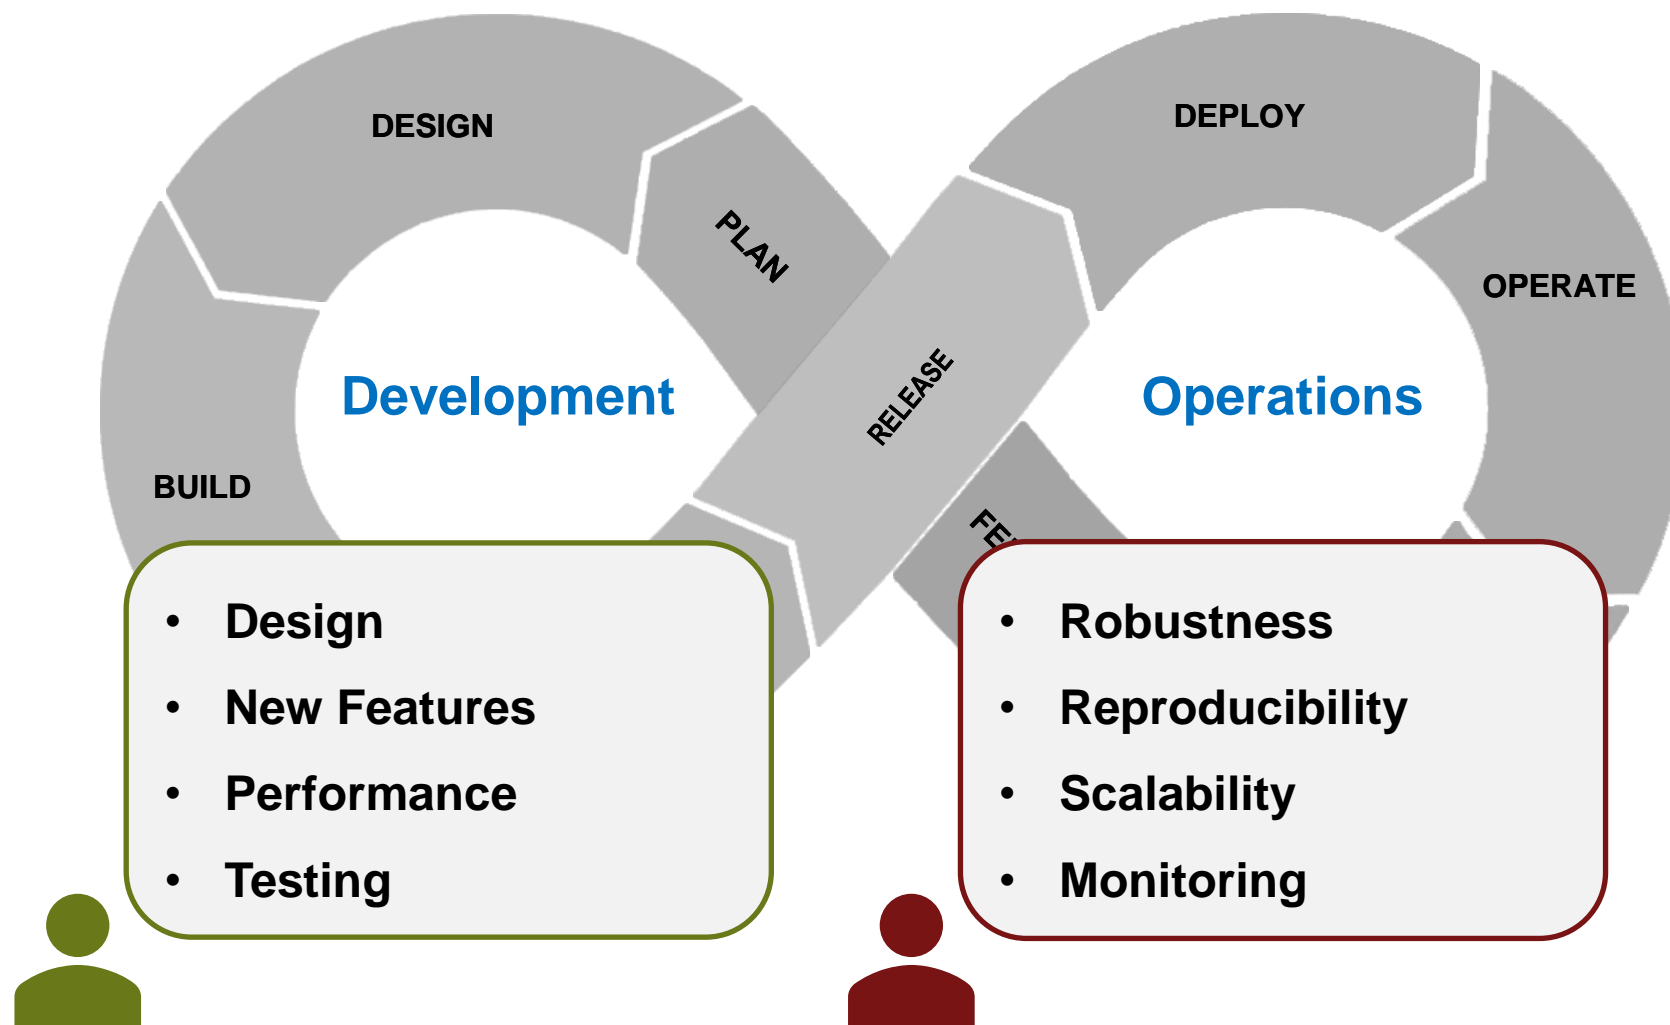 DESIGN
DEPLOY
PLAN
OPERATE
RELEASE
Development
Operations
BUILD
• Design
• New Features
• Performance
• Testing
• Robustness
• Reproducibility
• Scalability
• Monitoring